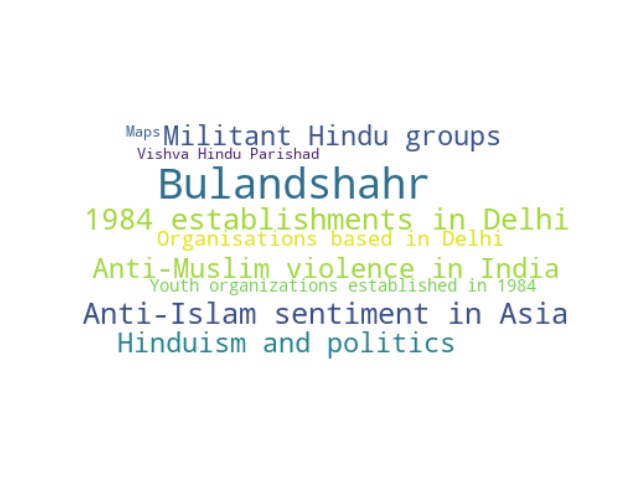 Maps
Militant Hindu groups
Vishva Hindu Parishad
Bulandshahr
1984 establishments in Delhi
Organisations based in Delhi
Anti-Muslim violence in India
Youth organizations established in 1984
Anti-Islam sentiment in Asia
Hinduism and politics